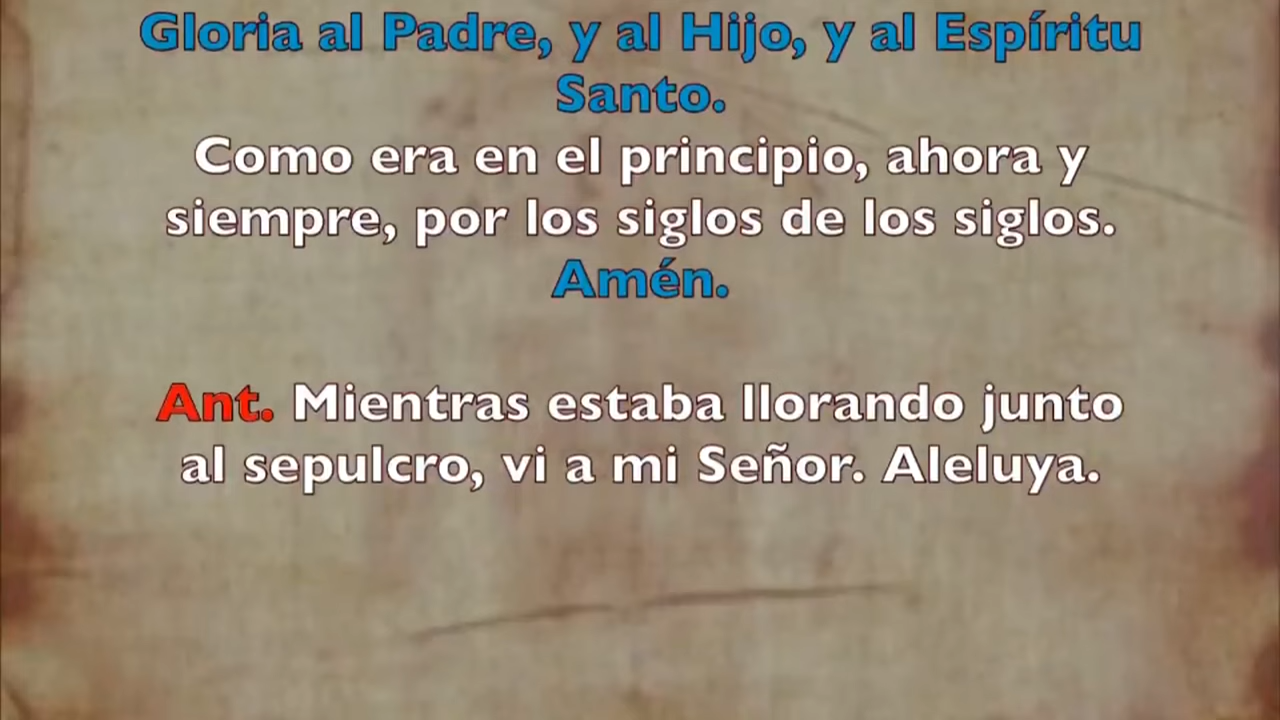 Gloria al Padre, y al Hijo, y al Espíritu
Santo.
Como era en el principio, ahora y
siempre, por los siglos de los siglos.
Amén.
Ant. Mientras estaba llorando junto
al sepulcro, vi a mi Señor. Aleluya.